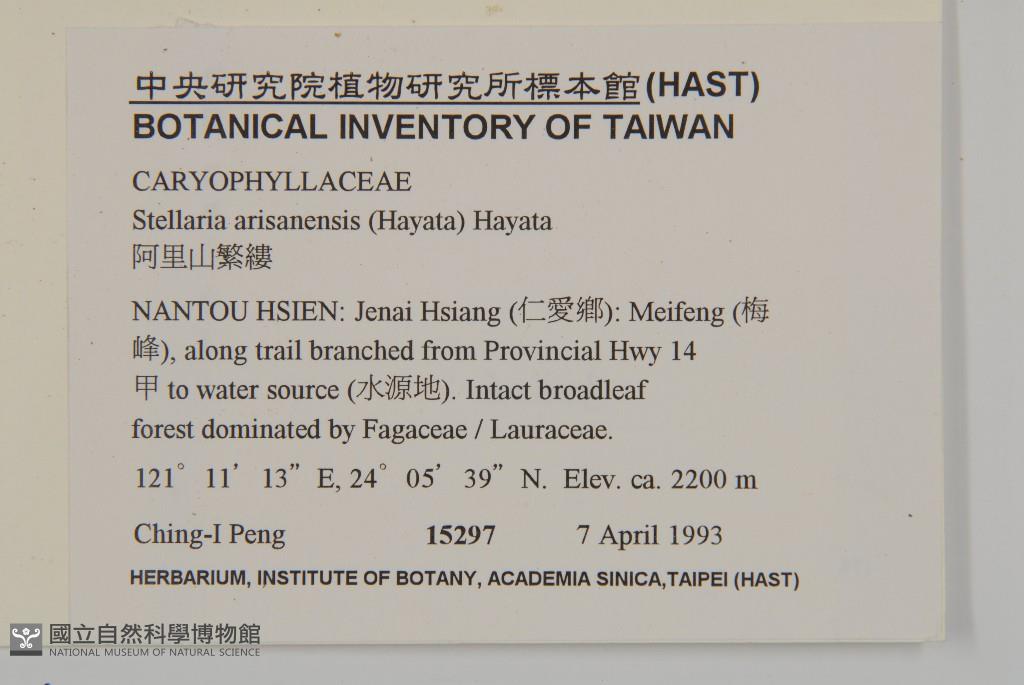 中央研究院植物研究所標本館(HAST)
BOTANICAL INVENTORY OF TAIWAN
CARYOPHYLLACEAE
Stellaria arisanensis (Hayata) Hayata
阿里山繁縷
NANTOU HSIEN: Jenai Hsiang (仁愛鄉): Meifeng (梅
峰), along trail branched from Provincial Hwy 14
甲 to water source (水源地). Intact broadleaf
forest dominated by Fagaceae / Lauraceae.
121° 11’ 13” E, 24° 05’ 39” N. Elev. ca. 2200 m
Ching-I Peng 15297 7 April 1993
HERBARIUM, INSTITUTE OF BOTANY, ACADEMIA SINICA,TAIPEI (HAST)
國立自然科學博物館
NATIONAL MUSEUM OF NATURAL SCIENCE